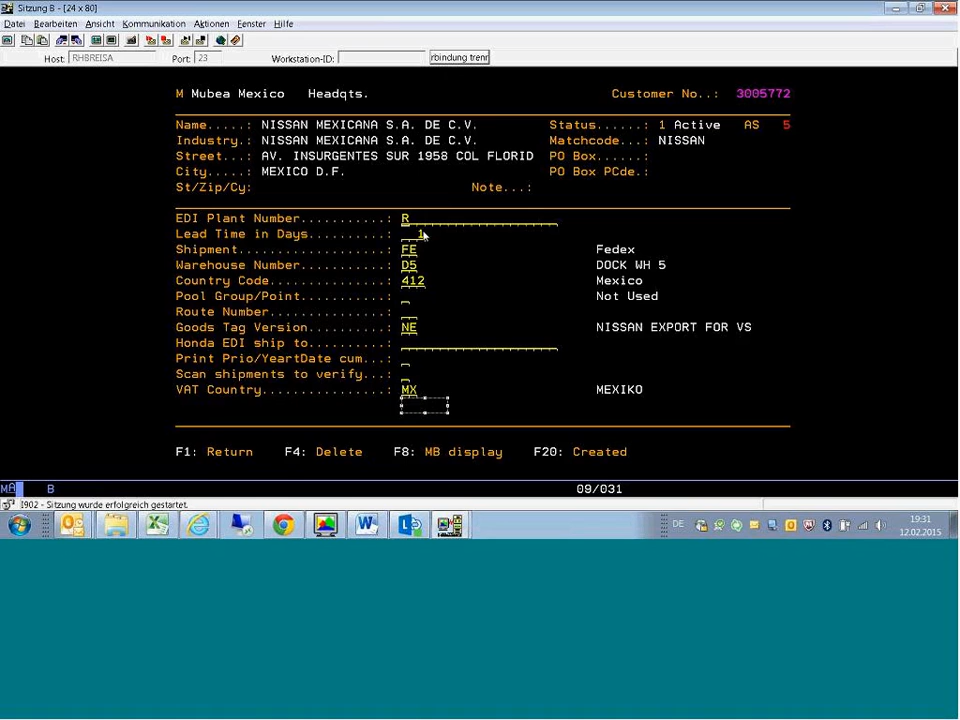 Sitzung B - [24 x 80]
Datei Bearbeiten Ansicht Kommunikation Aktionen Fenster Hilfe
Host: RHBREISA Port: 23 Workstation-ID: rbindung trenr
M Mubea Mexico Headqts. Customer No..: 3005772
Name.....: NISSAN MEXICANA S.A. DE C.V. Status......: 1 Active AS 5
Industry.: NISSAN MEXICANA S.A. DE C.V. Matchcode...: NISSAN
Street...: AV. INSURGENTES SUR 1958 COL FLORID PO Box......:
City.....: MEXICO D.F. PO Box PCde.:
St/Zip/Cy: Note...:
EDI Plant Number...........: R
Lead Time in Days..........: 1
Shipment...................: FE Fedex
Warehouse Number...........: D5 DOCK WH 5
Country Code...............: 412 Mexico
Pool Group/Point...........: Not Used
Route Number...............:
Goods Tag Version..........: NE NISSAN EXPORT FOR VS
Honda EDI ship to..........:
Print Prio/YeartDate cum...:
Scan shipments to verify...:
VAT Country................: MX MEXIKO
F1: Return F4: Delete F8: MB display F20: Created
MA B 09/031
I902 - Sitzung wurde erfolgreich gestartet.
DE 19:31
12.02.2015